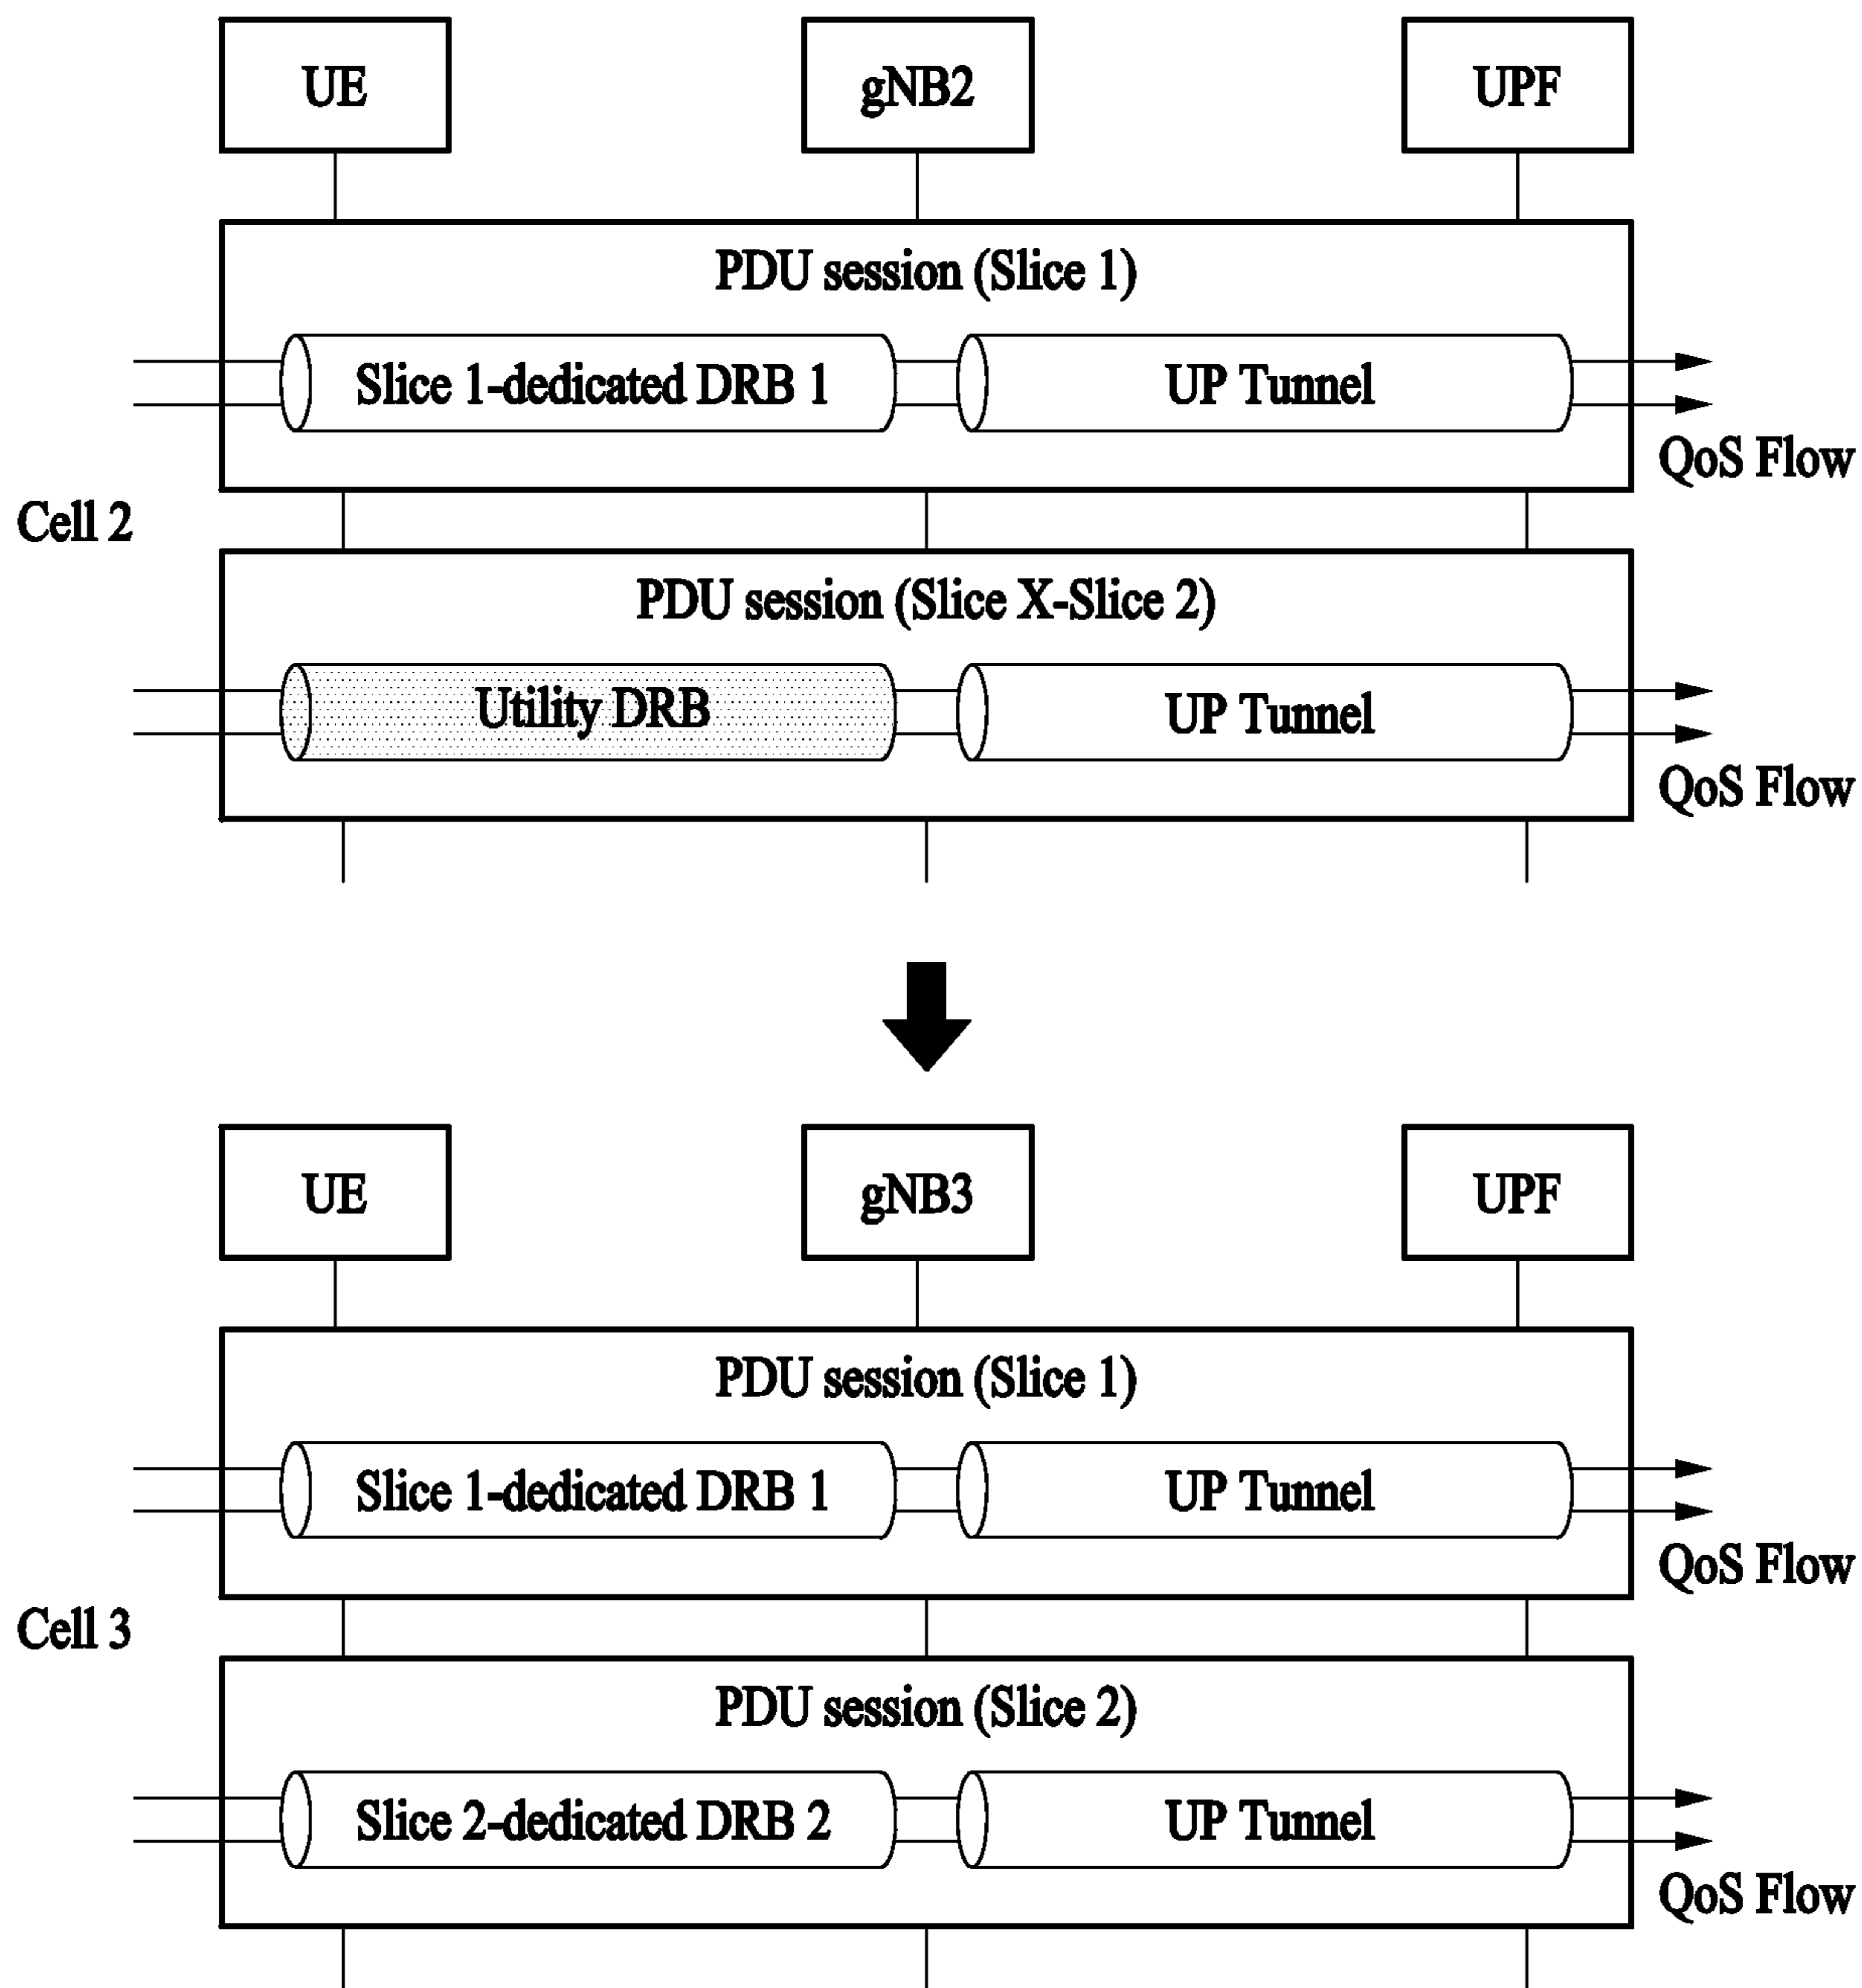 UE
gNB2
UPF
PDU session (Slice 1)
Slice 1-dedicated DRB 1
UP Tunnel
QoS Flow
Cell 2
PDU session (Slice X-Slice 2)
Utility DRB
UP Tunnel
QoS Flow
UE
gNB3
UPF
PDU session (Slice 1)
Slice 1-dedicated DRB 1
UP Tunnel
QoS Flow
Cell 3
PDU session (Slice 2)
Slice 2-dedicated DRB 2
UP Tunnel
QoS Flow